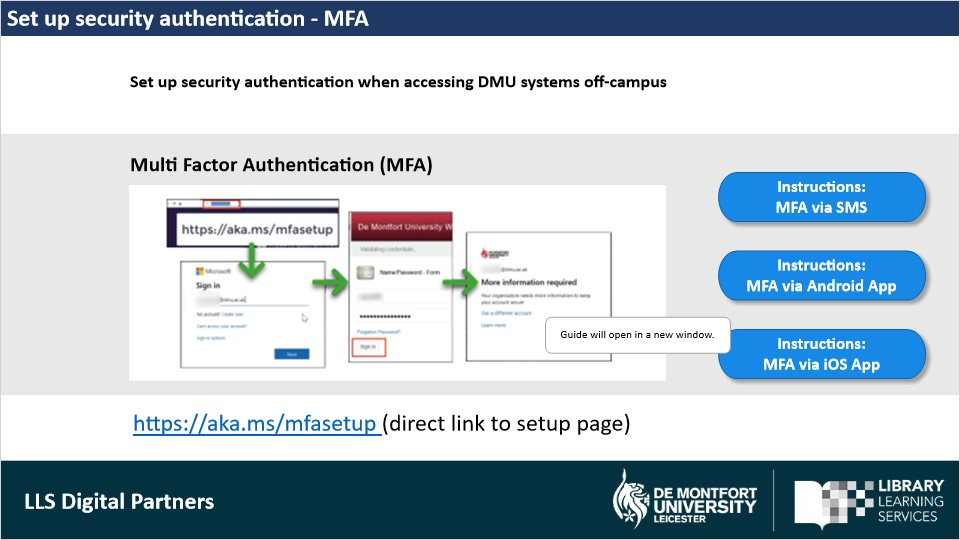 Set up security authentication - MFA
Set up security authentication when accessing DMU systems off-campus
Multi Factor Authentication (MFA)
https://aka.ms/mfasetup
Microsoft
Sign in
@dmu.ac.uk
No account? Create one!
Can't access your account?
Sign-in options
Next
De Montfort University W
Validating credentials.
Name/Password - Form
Forgotten Password?
Sign in
DE MONTFORT
UNIVERSITY
@dmu.ac.uk
More information required
Your organization needs more information to keep
your account secure
Use a different account
Learn more
Guide will open in a new window.
Instructions:
MFA via SMS
Instructions:
MFA via Android App
Instructions:
MFA via iOS App
https://aka.ms/mfasetup (direct link to setup page)
LLS Digital Partners
DE MONTFORT
UNIVERSITY
LEICESTER
LIBRARY
LEARNING
SERVICES